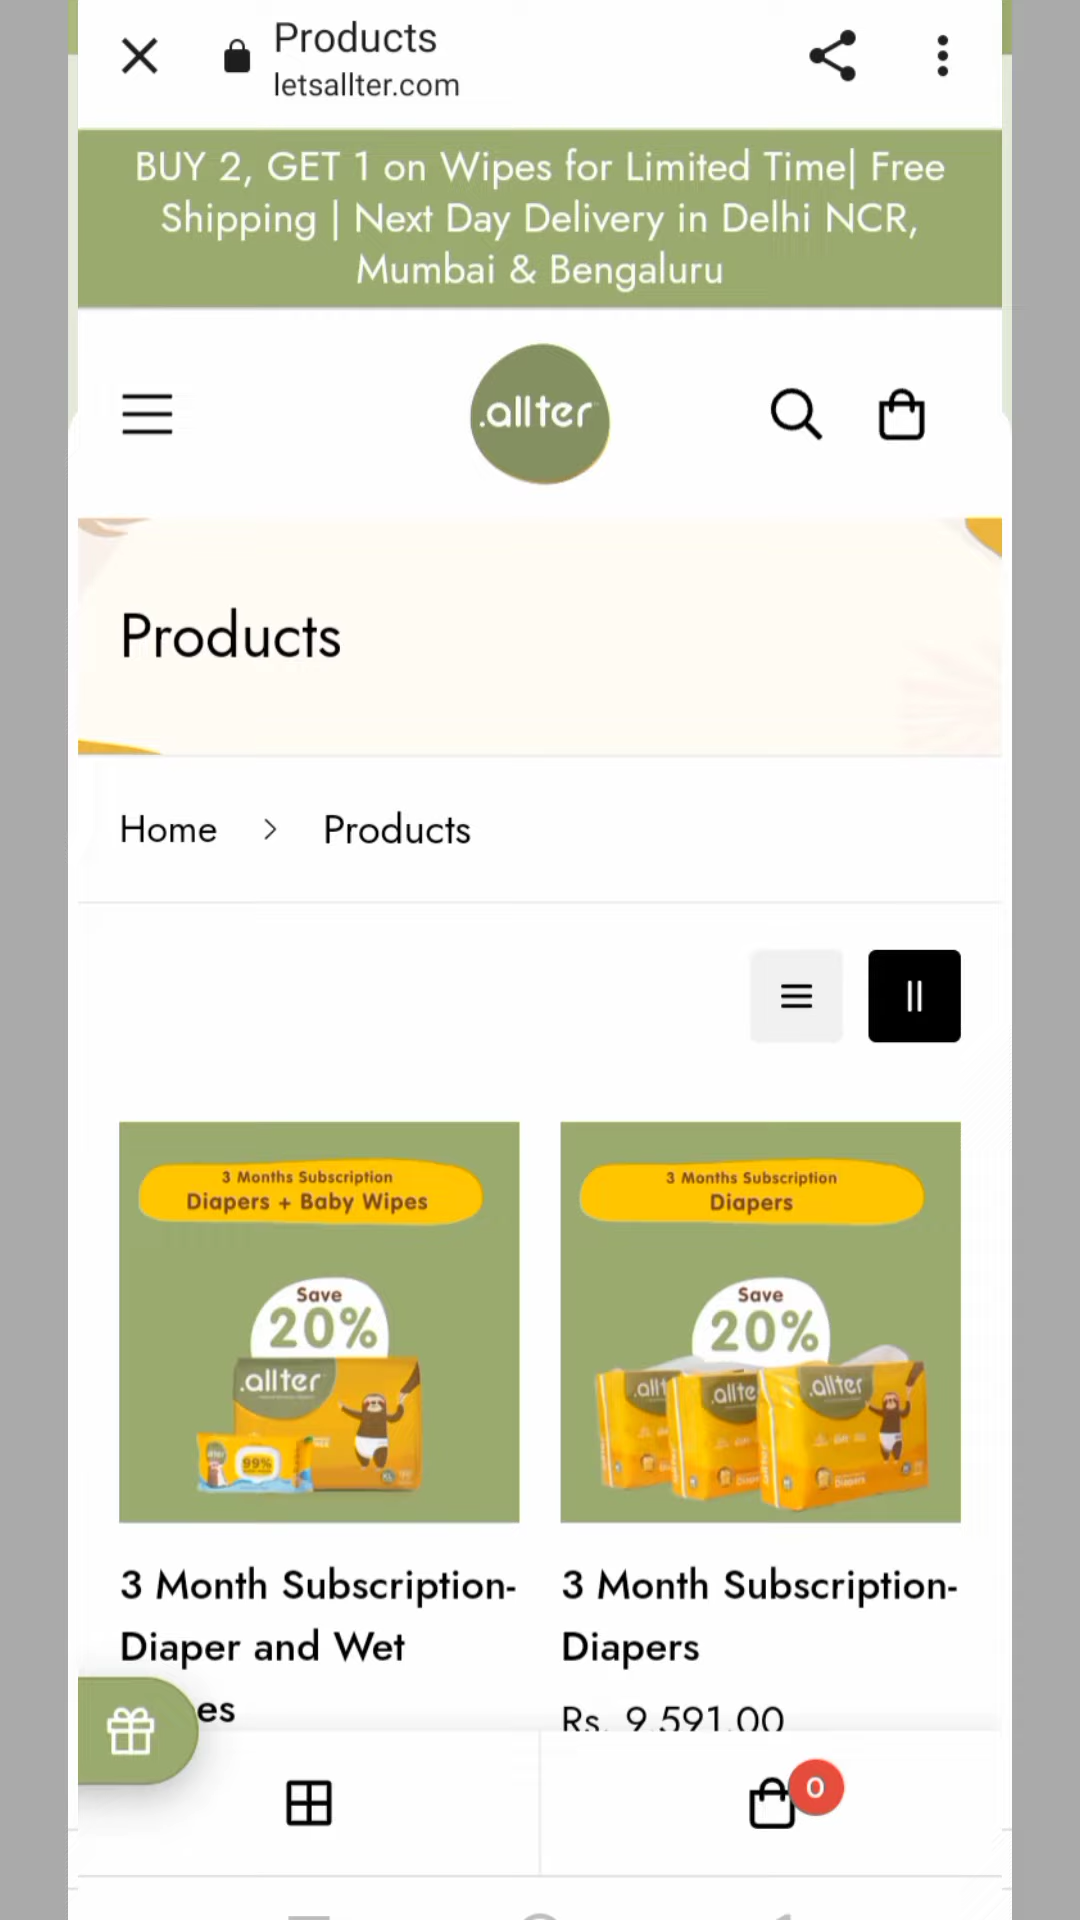 Products
letsallter.com
BUY 2, GET 1 on Wipes for Limited Time| Free
Shipping | Next Day Delivery in Delhi NCR,
Mumbai & Bengaluru
.allter
Products
Home > Products
3 Months Subscription
Diapers + Baby Wipes
Save
20%
.allter
99%
3 Months Subscription
Diapers
Save
20%
.allter
Diapers
3 Month Subscription-
Diaper and Wet
es
3 Month Subscription-
Diapers
Rs. 9,591.00
0